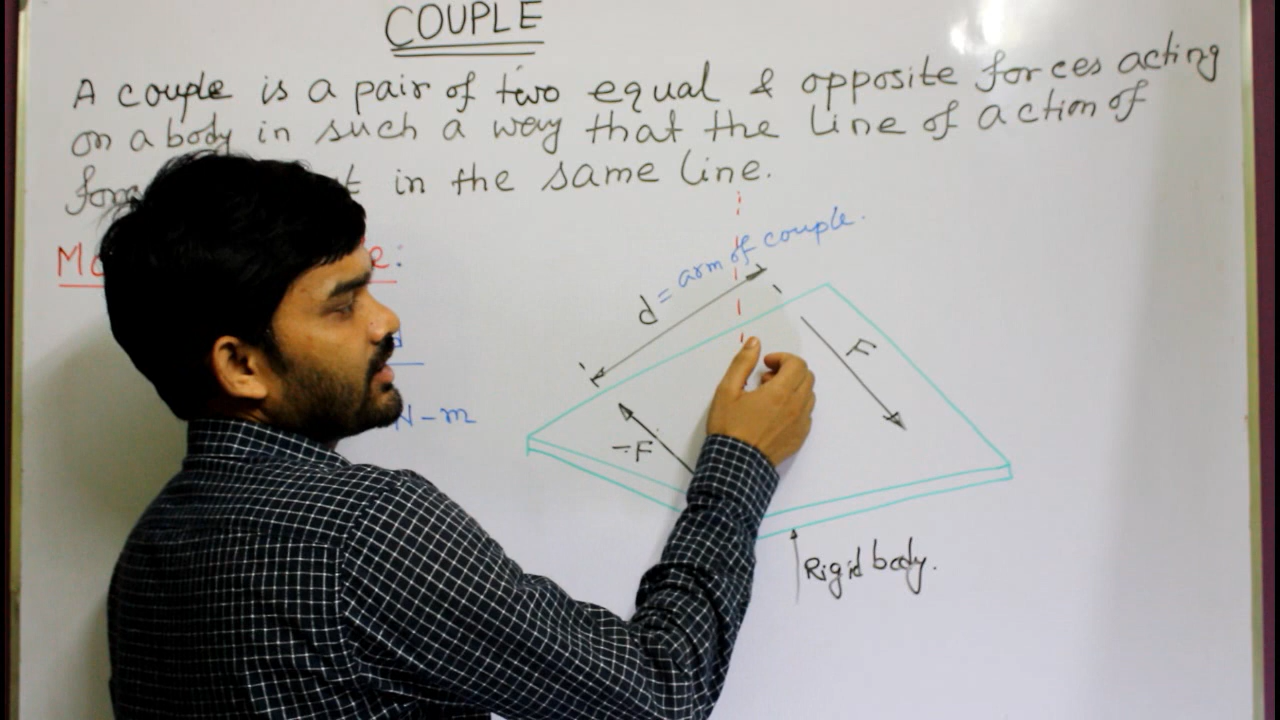 COUPLE
A couple is a pair of two equal & opposite forces acting
on a body in such a way that the line of action of
in the same line.
d = arm of couple.
F
-F
N-m
Rigid body.